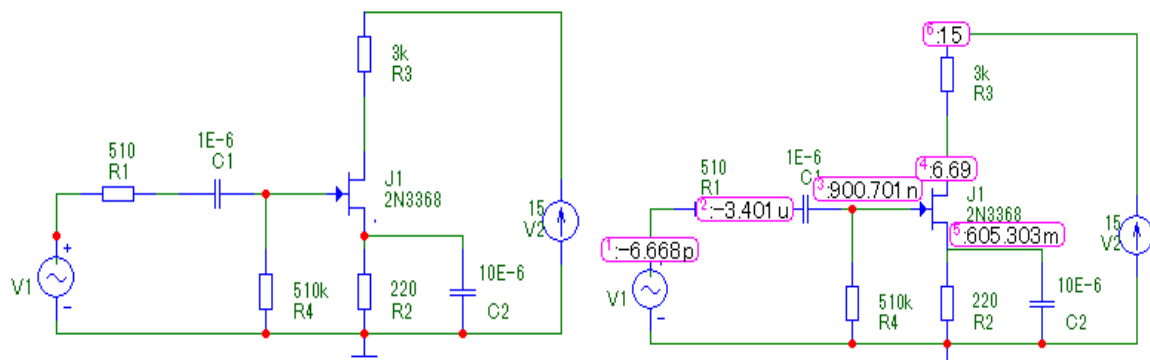 3k
R3
1E-6
C1
510
R1
J1
2N3368
15
V2
+
V1
-
510k
R4
220
R2
10E-6
C2
6:15
3k
R3
1E-6
C1
510
R1
4:6.69
3:900.701n
J1
2N3368
2:-3.401u
15
V2
5:605.303m
1:-6.668p
V1
-
510k
R4
220
R2
10E-6
C2